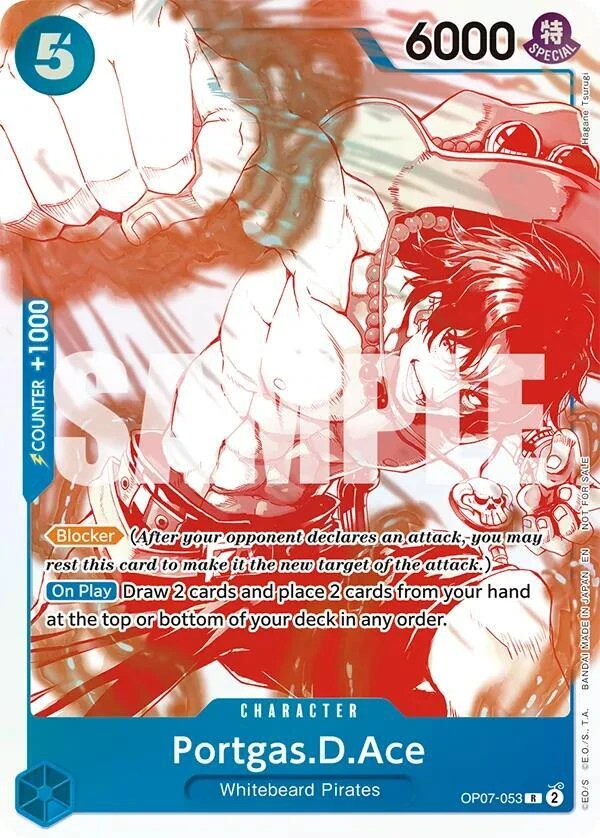 5
6000
特
SPECIAL
Hagane Tsurugi
COUNTER +1000
SAMPLE
Blocker (After your opponent declares an attack, you may
rest this card to make it the new target of the attack.)
On Play Draw 2 cards and place 2 cards from your hand
at the top or bottom of your deck in any order.
CHARACTER
Portgas.D.Ace
Whitebeard Pirates
OP07-053 R 2
©EO/S ©E.O./S., T.A. BANDAI MADE IN JAPAN EN NOT FOR SALE